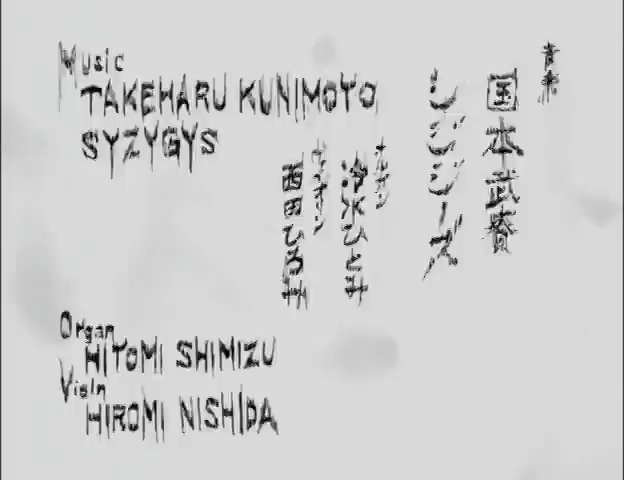 Music
TAKEHARU KUNIMOTO
SYZYGYS
音楽
国本武春
シジジーズ
オルガン
冷水ひとみ
ヴァイオリン
西田ひろみ
Organ
HITOMI SHIMIZU
Violn
HIROMI NISHIDA